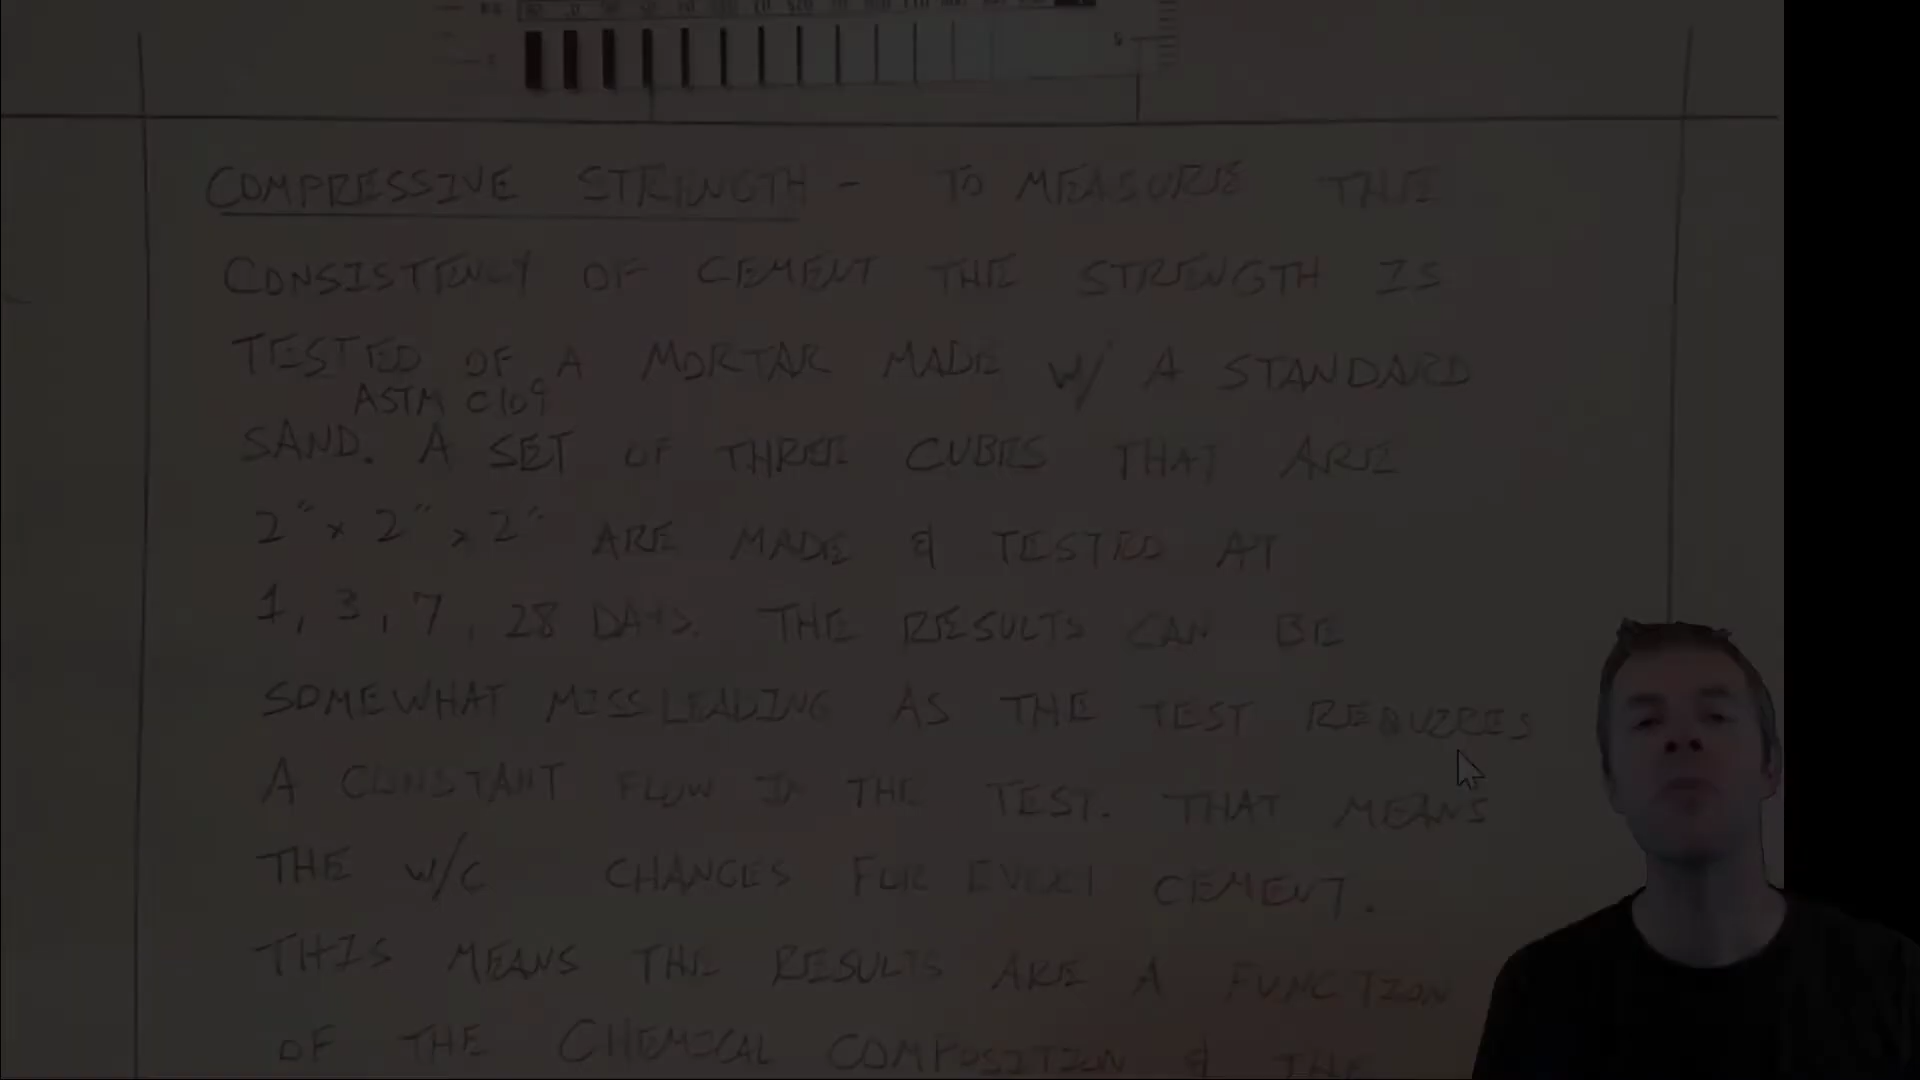 COMPRESSIVE STRENGTH - TO MEASURE THE
CONSISTENCY OF CEMENT THE STRENGTH IS
TESTED OF A MORTAR MADE W/ A STANDARD
ASTM C109
SAND. A SET OF THREE CUBES THAT ARE
2" x 2" x 2" ARE MADE & TESTED AT
1, 3, 7, 28 DAYS. THE RESULTS CAN BE
SOMEWHAT MISSLEADING AS THE TEST REQUIRES
A CONSTANT FLOW IN THE TEST. THAT MEANS
THE W/C CHANGES FOR EVERY CEMENT.
THIS MEANS THE RESULTS ARE A FUNCTION
OF THE CHEMICAL COMPOSITION & THE